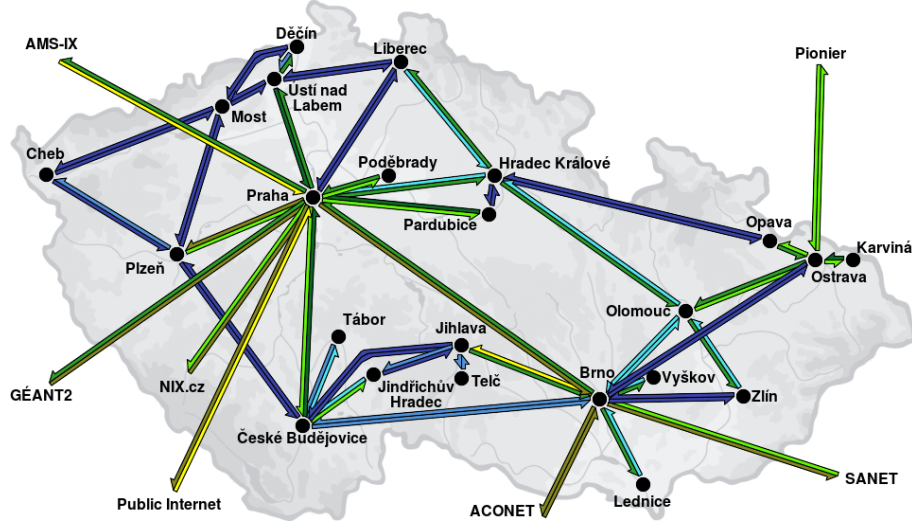 Děčín
AMS-IX
Liberec
Pionier
Ústí nad
Labem
Most
Cheb
Poděbrady
Hradec Králové
Praha
Pardubice
Opava
Karviná
Plzeň
Ostrava
Olomouc
Tábor
Jihlava
Brno
Vyškov
Telč
NIX.cz
Jindřichův
Hradec
GÉANT2
Zlín
České Budějovice
SANET
Public Internet
Lednice
ACONET